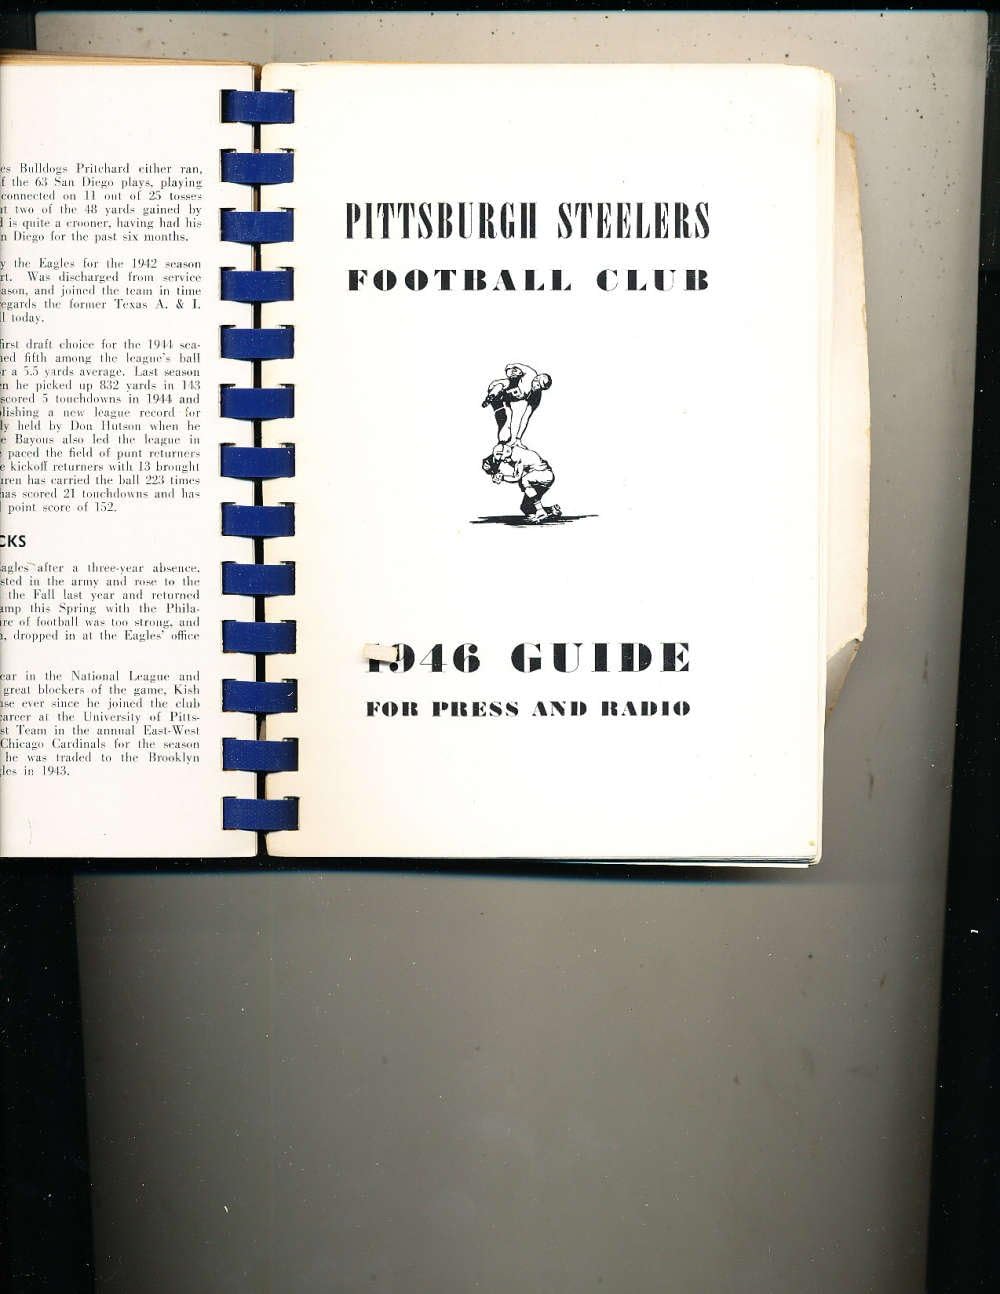 es Bulldogs Pritchard either ran,
f the 63 San Diego plays, playing
connected on 11 out of 25 tosses
t two of the 48 yards gained by
l is quite a crooner, having had his
n Diego for the past six months.
y the Eagles for the 1942 season
rt. Was discharged from service
ason, and joined the team in time
egards the former Texas A. & I.
l today.
first draft choice for the 1944 sea-
ned fifth among the league's ball
r a 5.5 yards average. Last season
n he picked up 832 yards in 143
scored 5 touchdowns in 1944 and
lishing a new league record for
ly held by Don Hutson when he
e Bayous also led the league in
paced the field of punt returners
e kickoff returners with 13 brought
uren has carried the ball 223 times
has scored 21 touchdowns and has
point score of 152.
CKS
agles after a three-year absence.
sted in the army and rose to the
the Fall last year and returned
amp this Spring with the Phila-
re of football was too strong, and
n, dropped in at the Eagles' office
ear in the National League and
great blockers of the game, Kish
se ever since he joined the club
areer at the University of Pitts-
st Team in the annual East-West
Chicago Cardinals for the season
he was traded to the Brooklyn
les in 1943.
PITTSBURGH STEELERS
FOOTBALL CLUB
1946 GUIDE
FOR PRESS AND RADIO